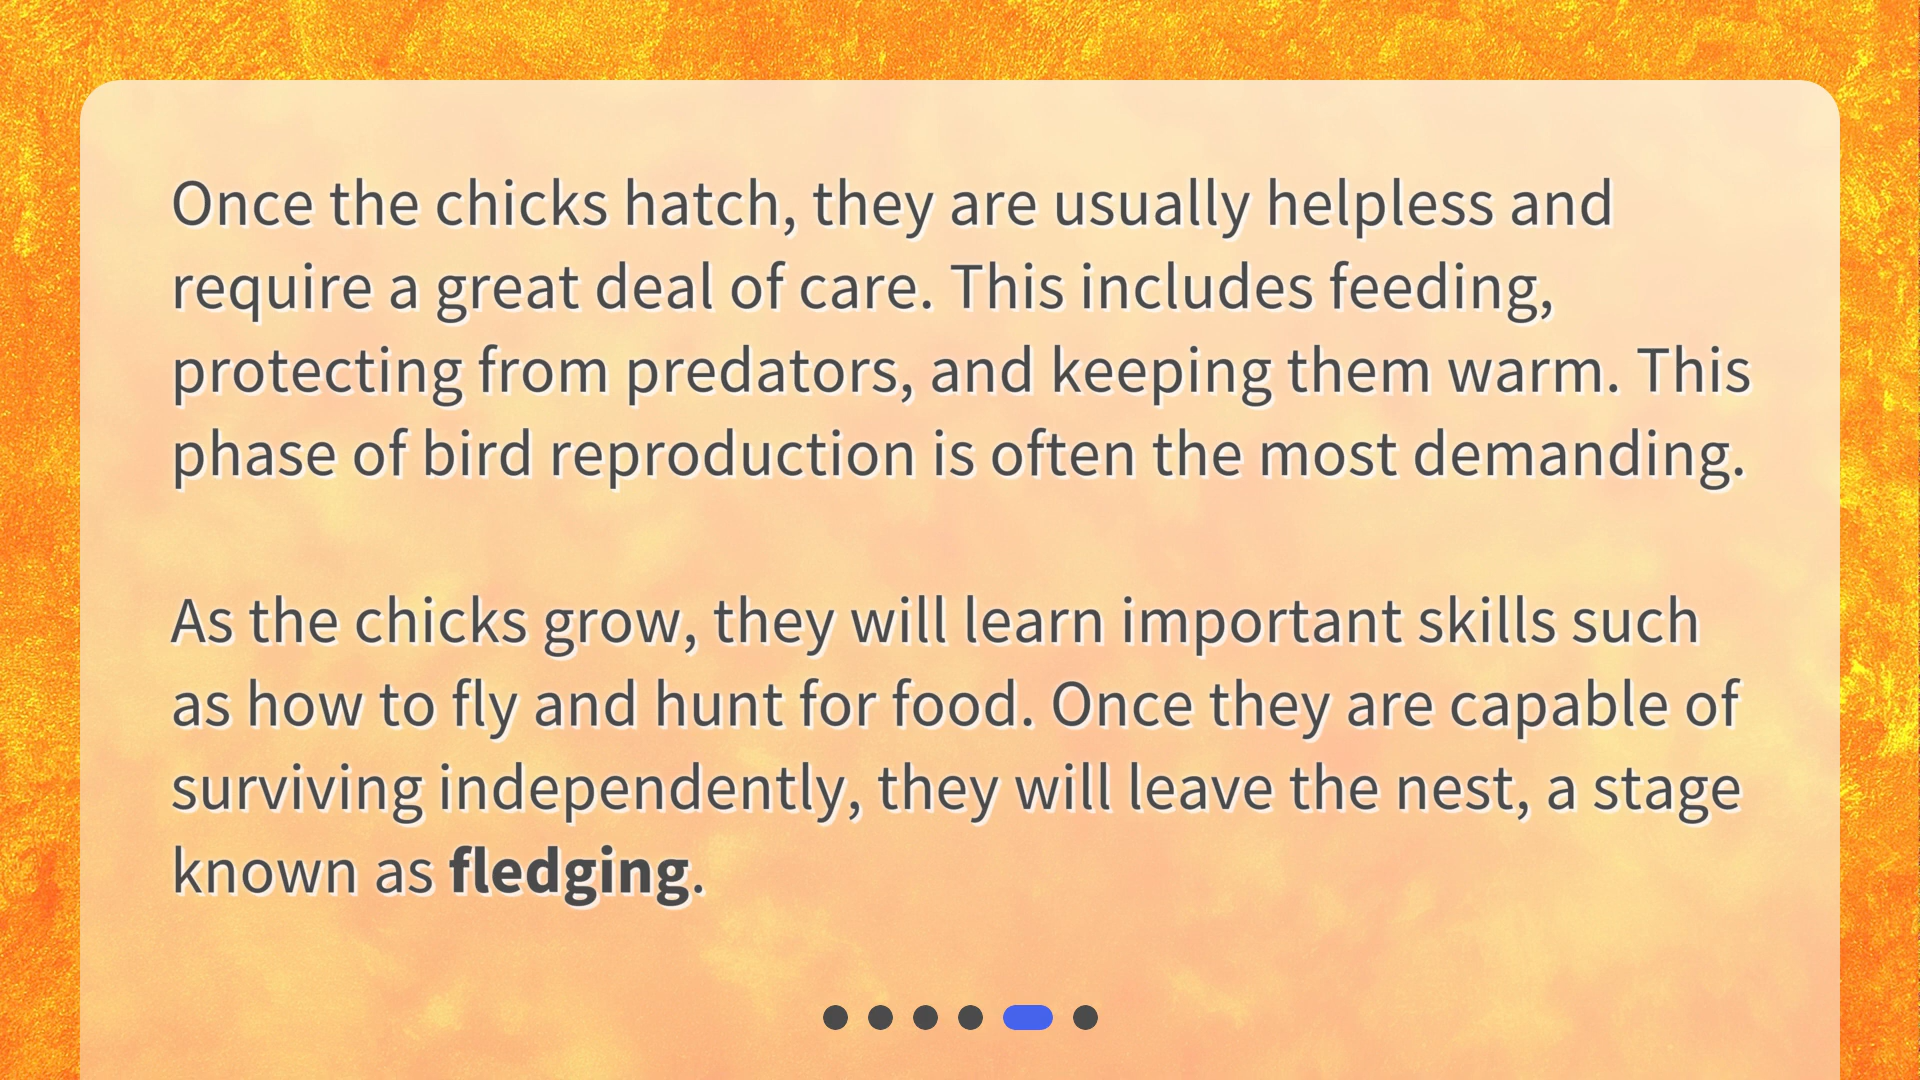 Once the chicks hatch, they are usually helpless and
require a great deal of care. This includes feeding,
protecting from predators, and keeping them warm. This
phase of bird reproduction is often the most demanding.
As the chicks grow, they will learn important skills such
as how to fly and hunt for food. Once they are capable of
surviving independently, they will leave the nest, a stage
known as fledging.